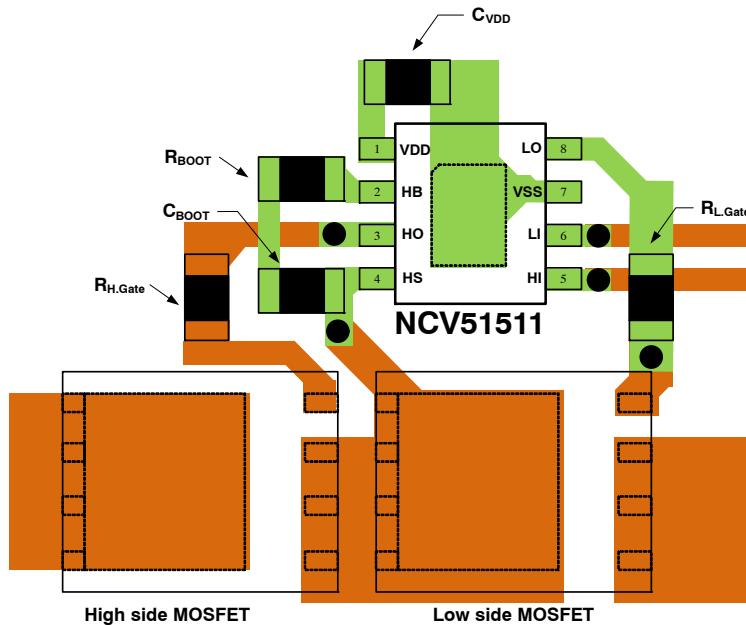 CVDD
1 VDD LO 8
RBOOT
2 HB VSS 7
CBOOT
RL.Gate
3 HO LI 6
RH.Gate
4 HS HI 5
NCV51511
High side MOSFET
Low side MOSFET